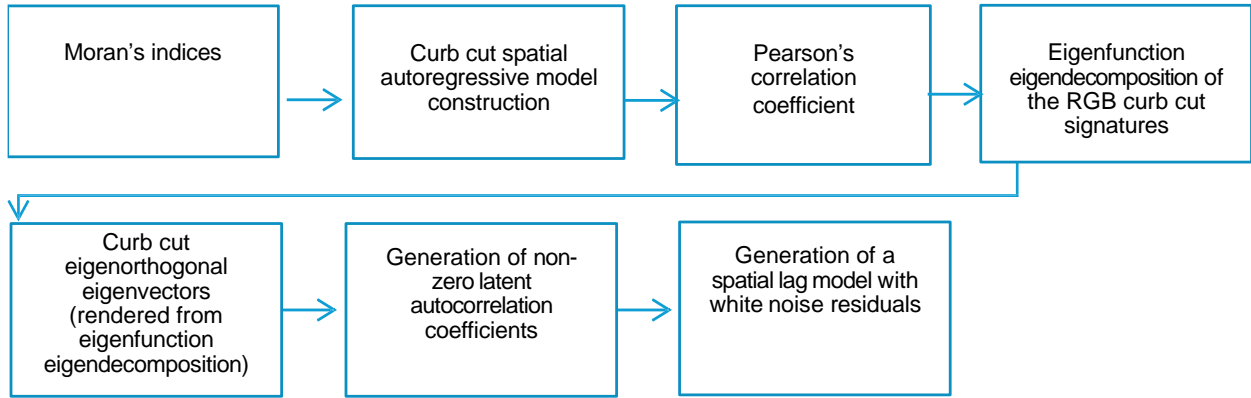 Moran's indices
Curb cut spatial
autoregressive model
construction
Pearson's
correlation
coefficient
Eigenfunction
eigendecomposition of
the RGB curb cut
signatures
Curb cut
eigenorthogonal
eigenvectors
(rendered from
eigenfunction
eigendecomposition)
Generation of non-
zero latent
autocorrelation
coefficients
Generation of a
spatial lag model with
white noise residuals